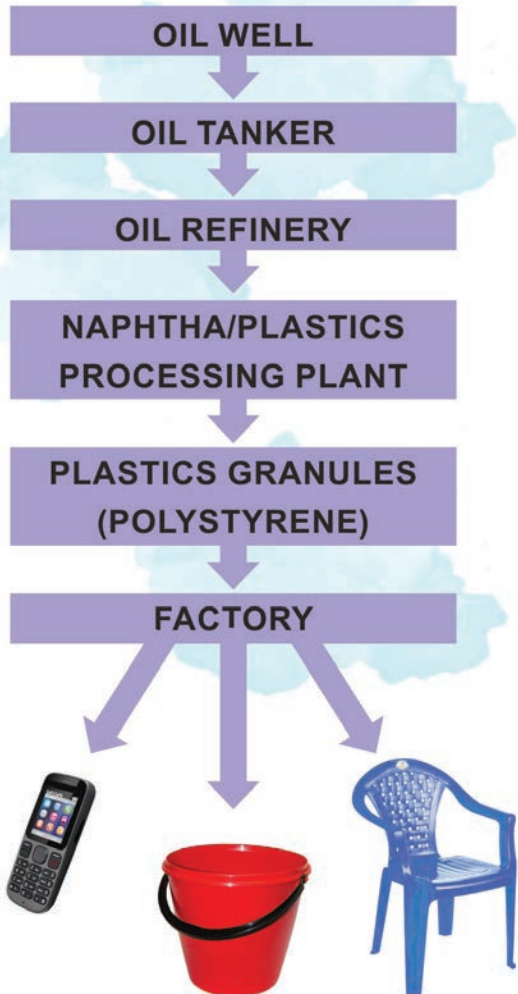 OIL WELL
OIL TANKER
OIL REFINERY
NAPHTHA/PLASTICS
PROCESSING PLANT
PLASTICS GRANULES
(POLYSTYRENE)
FACTORY